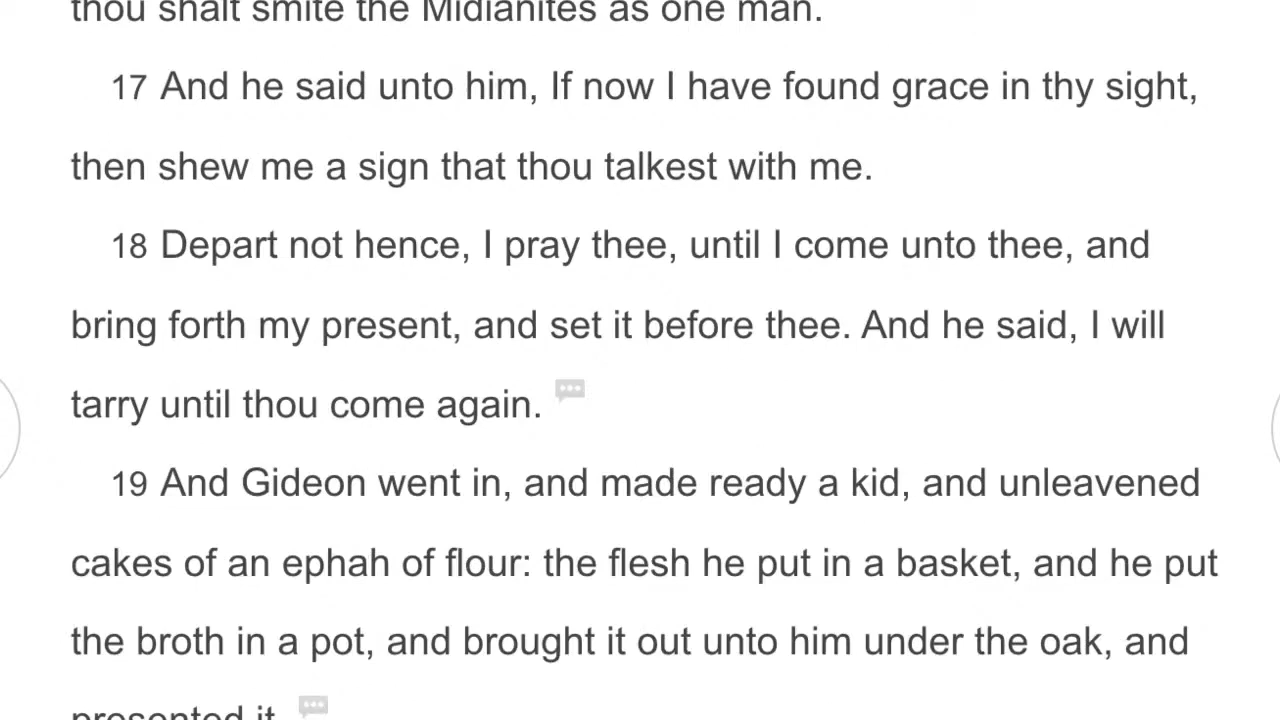 thou shalt smite the Midianites as one man.
17 And he said unto him, If now I have found grace in thy sight,
then shew me a sign that thou talkest with me.
18 Depart not hence, I pray thee, until I come unto thee, and
bring forth my present, and set it before thee. And he said, I will
tarry until thou come again.
19 And Gideon went in, and made ready a kid, and unleavened
cakes of an ephah of flour: the flesh he put in a basket, and he put
the broth in a pot, and brought it out unto him under the oak, and
presented it.